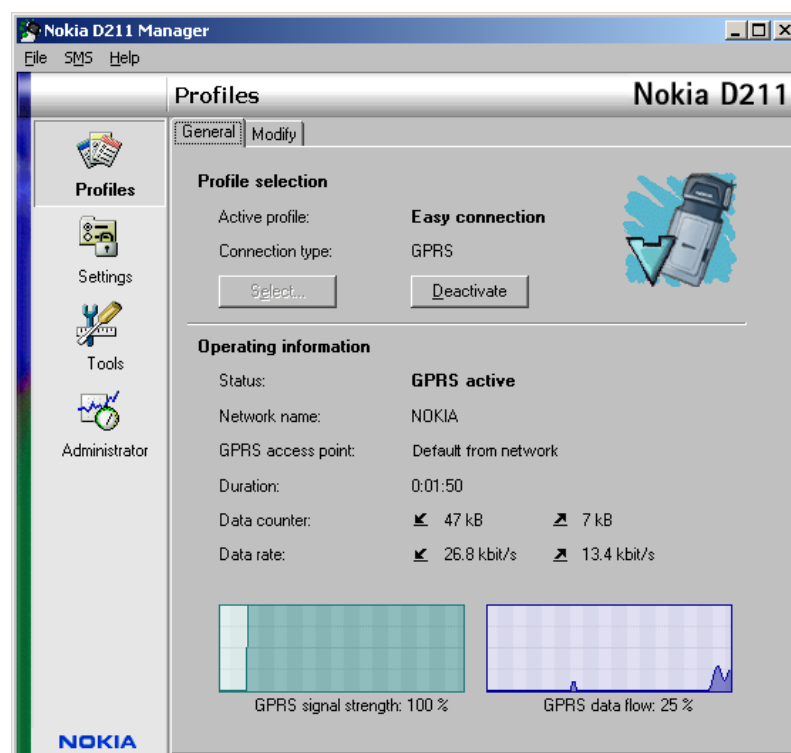 Nokia D211 Manager
File SMS Help
Profiles Nokia D211
General Modify
Profiles
Settings
Tools
Administrator
Profile selection
Active profile: Easy connection
Connection type: GPRS
Select... Deactivate
Operating information
Status: GPRS active
Network name: NOKIA
GPRS access point: Default from network
Duration: 0:01:50
Data counter: 47 kB 7 kB
Data rate: 26.8 kbit/s 13.4 kbit/s
GPRS signal strength: 100 % GPRS data flow: 25 %
NOKIA